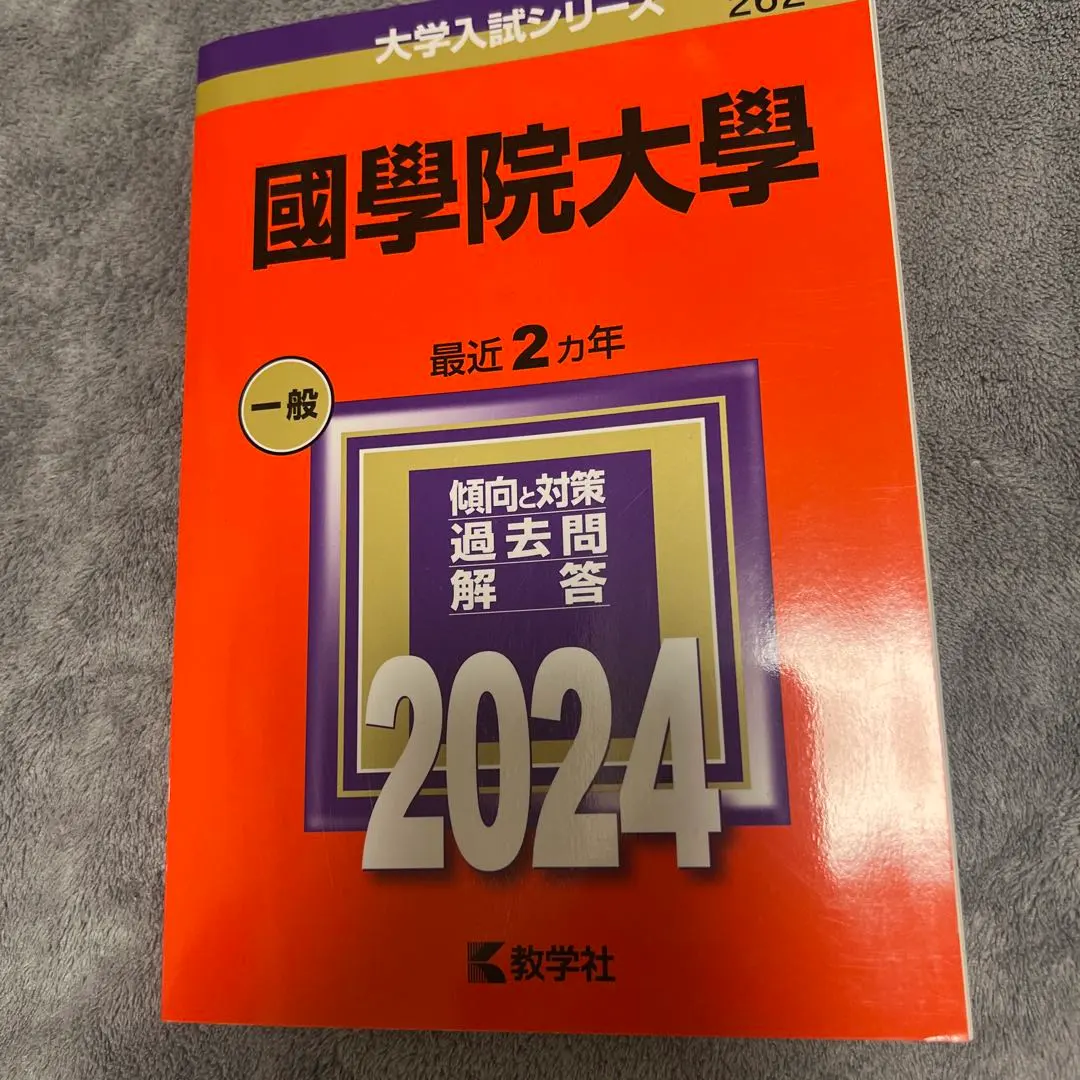 大学入試シリーズ
262
國學院大學
最近2カ年
一般
傾向と対策
過去問
解答
2024
教学社